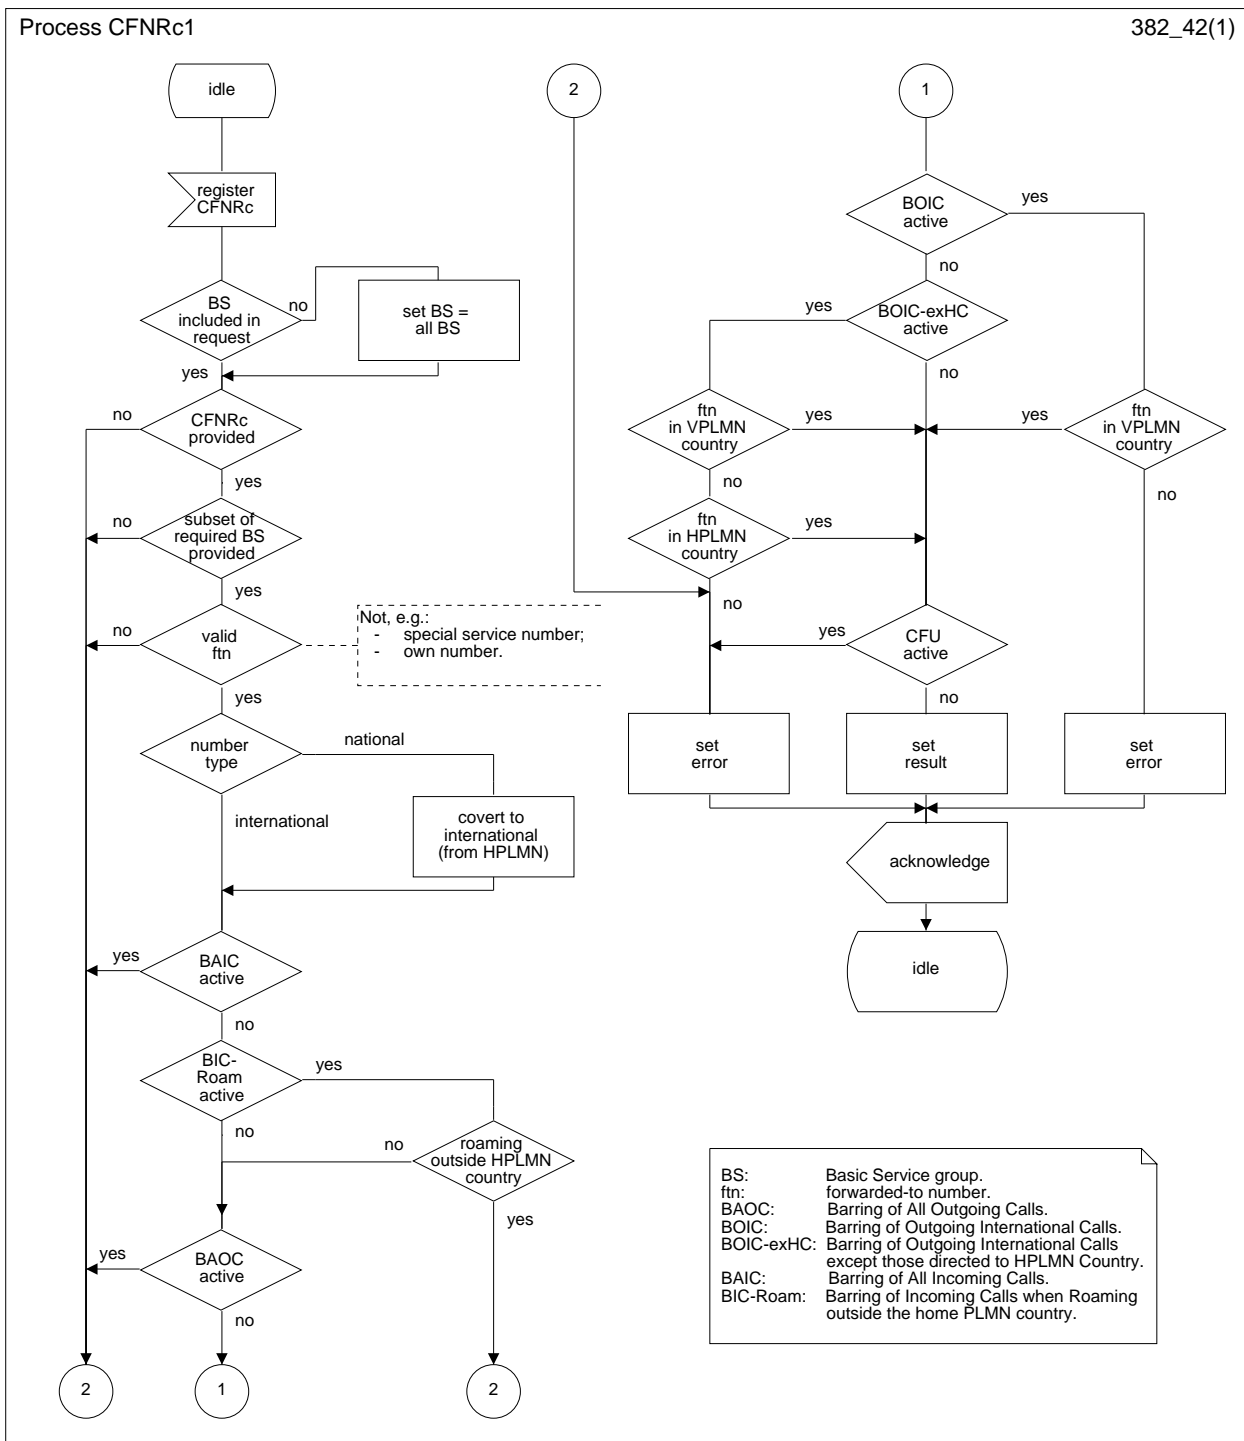 Process CFNRc1
382_42(1)
idle
2
1
register
CFNRc
BOIC
active
yes
no
BS
included in
request
no
set BS =
all BS
yes
BOIC-exHC
active
yes
no
no
CFNRc
provided
yes
ftn
in VPLMN
country
yes
no
yes
ftn
in VPLMN
country
no
no
subset of
required BS
provided
yes
ftn
in HPLMN
country
yes
no
no
valid
ftn
yes
Not, e.g.:
- special service number;
- own number.
yes
CFU
active
no
number
type
national
international
covert to
international
(from HPLMN)
set
error
set
result
set
error
acknowledge
idle
yes
BAIC
active
no
BIC-
Roam
active
yes
no
no
roaming
outside HPLMN
country
yes
yes
BAOC
active
no
2
1
2
BS: Basic Service group.
ftn: forwarded-to number.
BAOC: Barring of All Outgoing Calls.
BOIC: Barring of Outgoing International Calls.
BOIC-exHC: Barring of Outgoing International Calls
except those directed to HPLMN Country.
BAIC: Barring of All Incoming Calls.
BIC-Roam: Barring of Incoming Calls when Roaming
outside the home PLMN country.